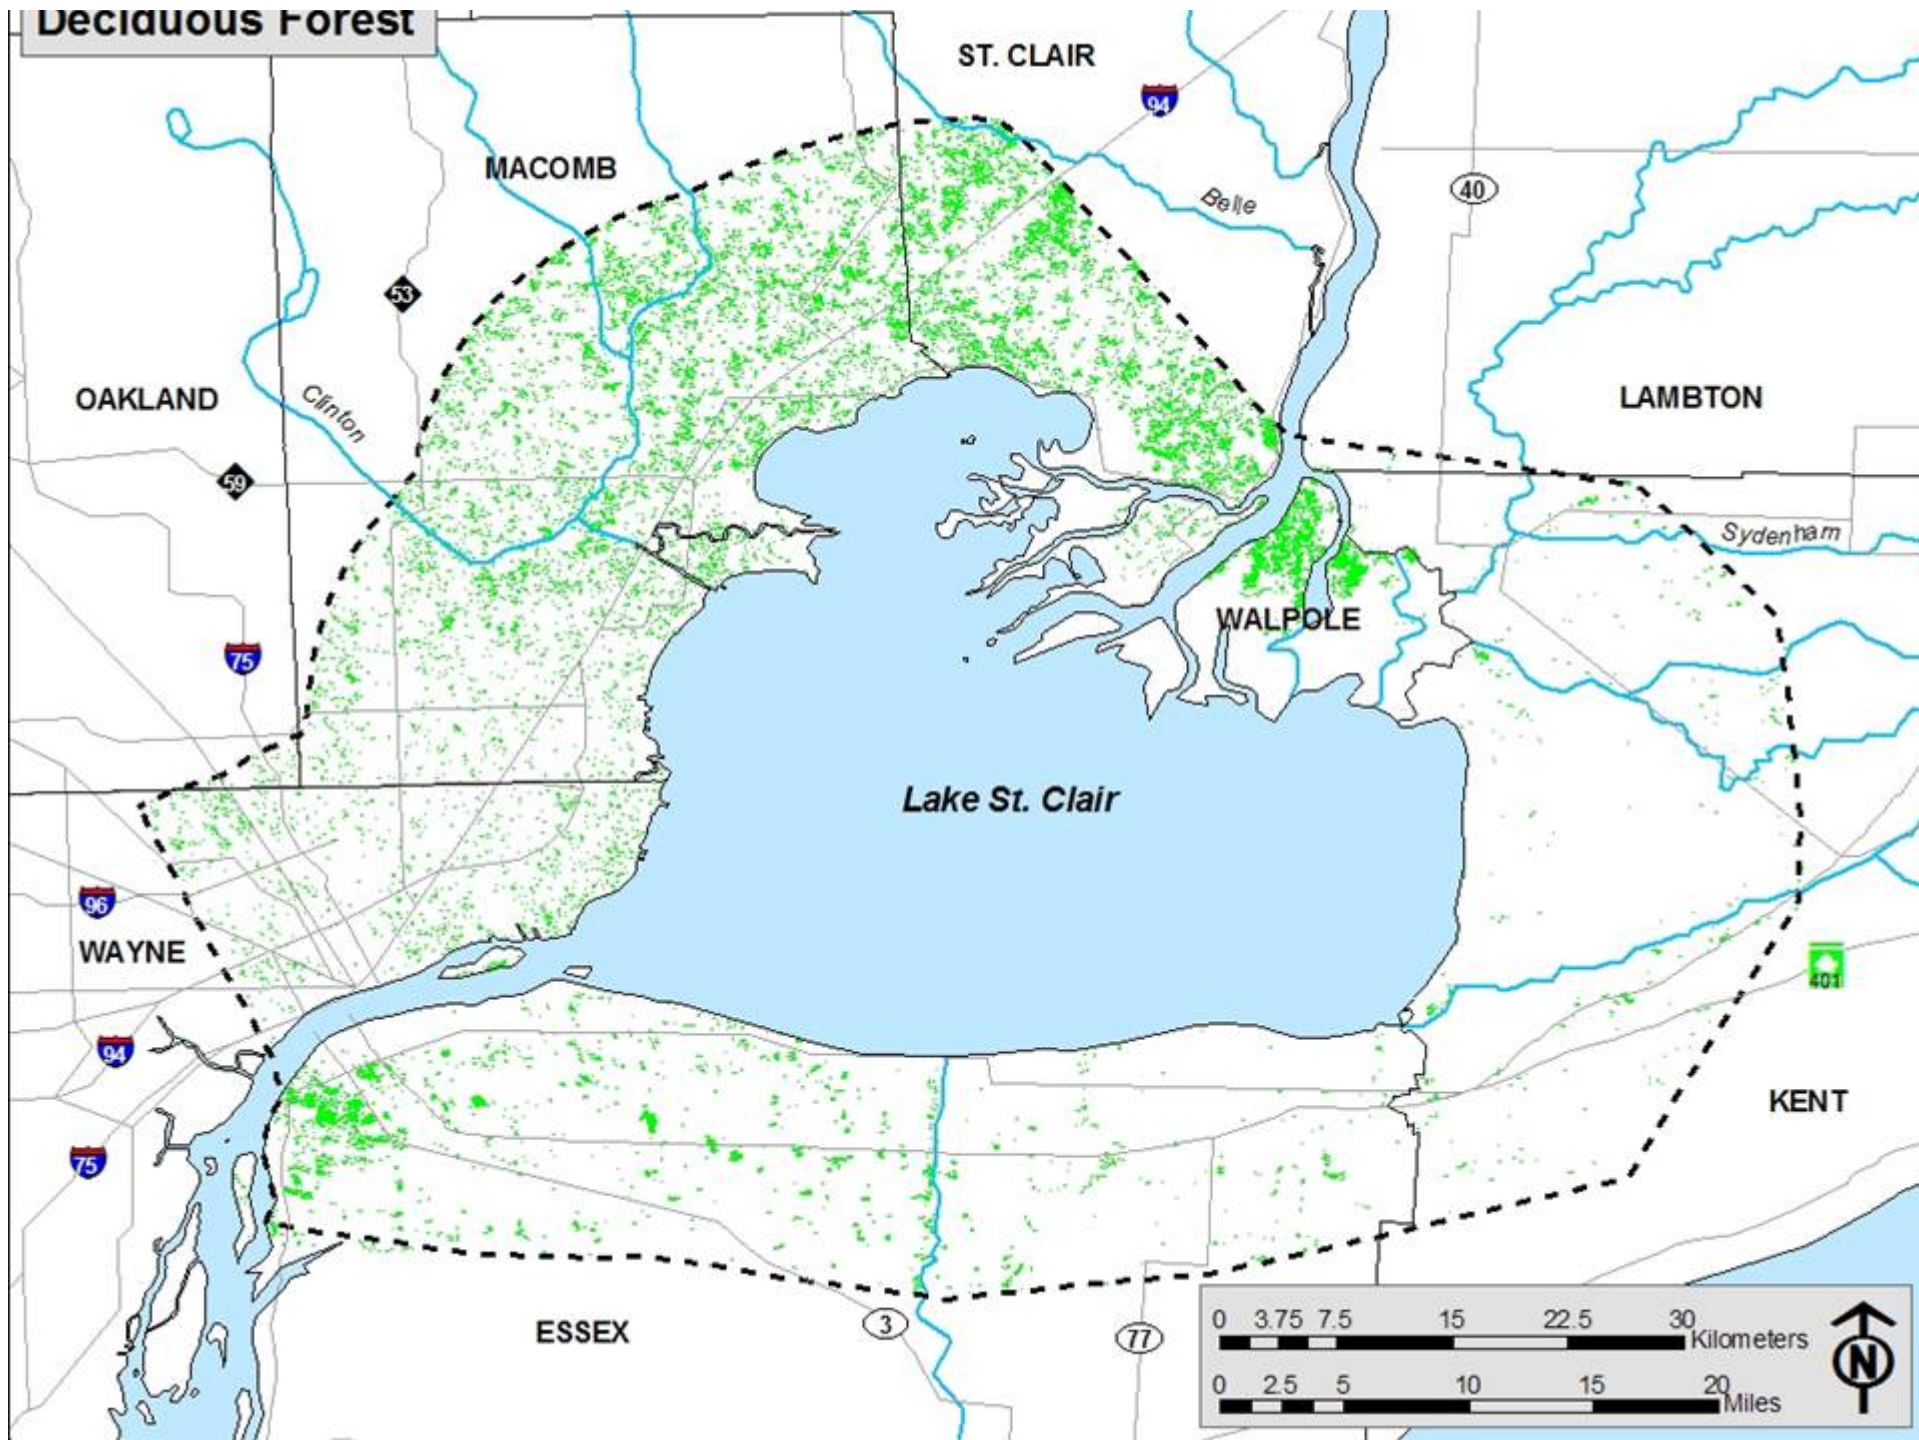 Deciduous Forest
ST. CLAIR
94
MACOMB
40
Belle
53
OAKLAND
Clinton
LAMBTON
59
Sydenham
WALPOLE
75
Lake St. Clair
96
WAYNE
401
94
KENT
75
ESSEX
3
77
0 3.75 7.5 15 22.5 30
Kilometers
0 2.5 5 10 15 20
Miles
N